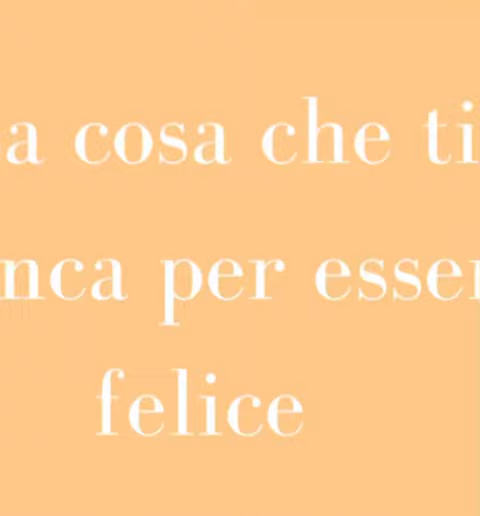 a cosa che ti
nca per esser
felice